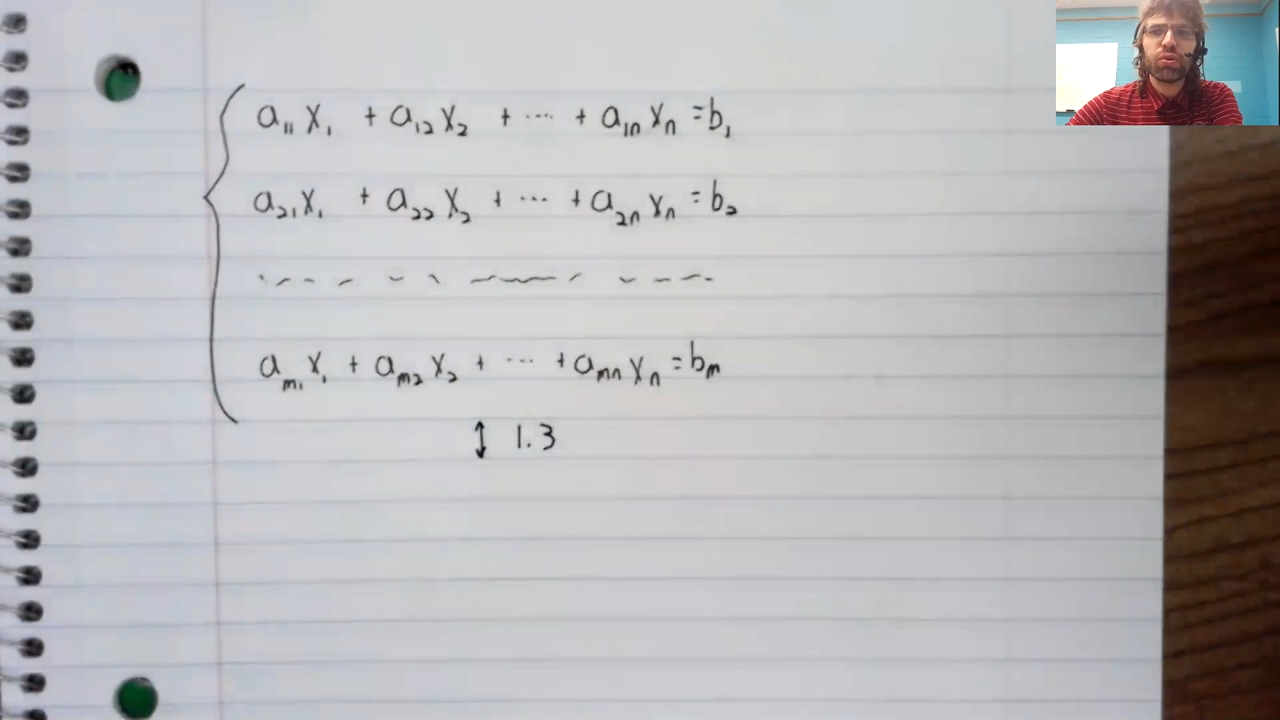 a₁₁x₁ + a₁₂x₂ + ⋯ + a₁ₙxₙ = b₁
a₂₁x₁ + a₂₂x₂ + ⋯ + a₂ₙxₙ = b₂
aₘ₁x₁ + aₘ₂x₂ + ⋯ + aₘₙxₙ = bₘ
↕ 1.3